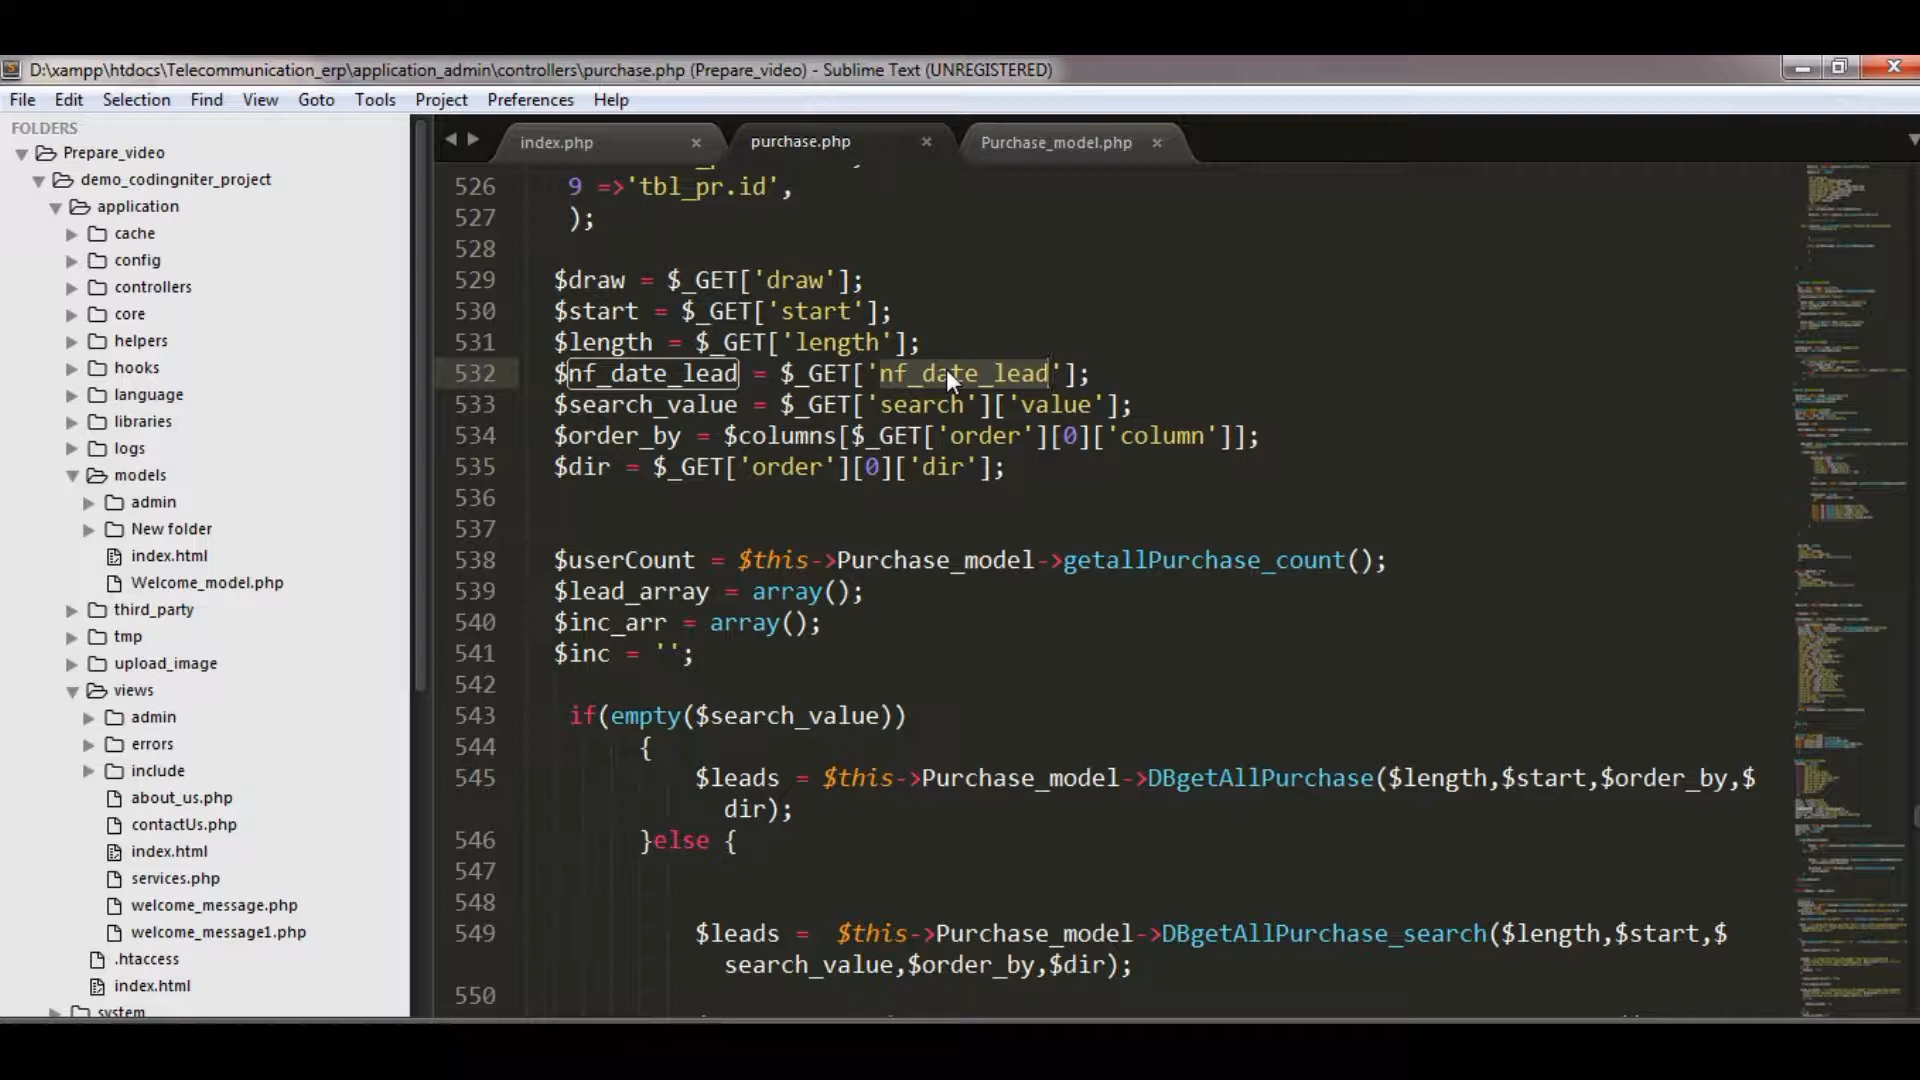 D:\xampp\htdocs\Telecommunication_erp\application_admin\controllers\purchase.php (Prepare_video) - Sublime Text (UNREGISTERED)
File Edit Selection Find View Goto Tools Project Preferences Help
FOLDERS
Prepare_video
demo_codingniter_project
application
cache
config
controllers
core
helpers
hooks
language
libraries
logs
models
admin
New folder
index.html
Welcome_model.php
third_party
tmp
upload_image
views
admin
errors
include
about_us.php
contactUs.php
index.html
services.php
welcome_message.php
welcome_message1.php
.htaccess
index.html
system
index.php × purchase.php × Purchase_model.php ×
526 9 =>'tbl_pr.id',
527 );
528
529 $draw = $_GET['draw'];
530 $start = $_GET['start'];
531 $length = $_GET['length'];
532 $nf_date_lead = $_GET['nf_date_lead'];
533 $search_value = $_GET['search']['value'];
534 $order_by = $columns[$_GET['order'][0]['column']];
535 $dir = $_GET['order'][0]['dir'];
536
537
538 $userCount = $this->Purchase_model->getallPurchase_count();
539 $lead_array = array();
540 $inc_arr = array();
541 $inc = '';
542
543 if(empty($search_value))
544 {
545 $leads = $this->Purchase_model->DBgetAllPurchase($length,$start,$order_by,$
dir);
546 }else {
547
548
549 $leads =  $this->Purchase_model->DBgetAllPurchase_search($length,$start,$
search_value,$order_by,$dir);
550